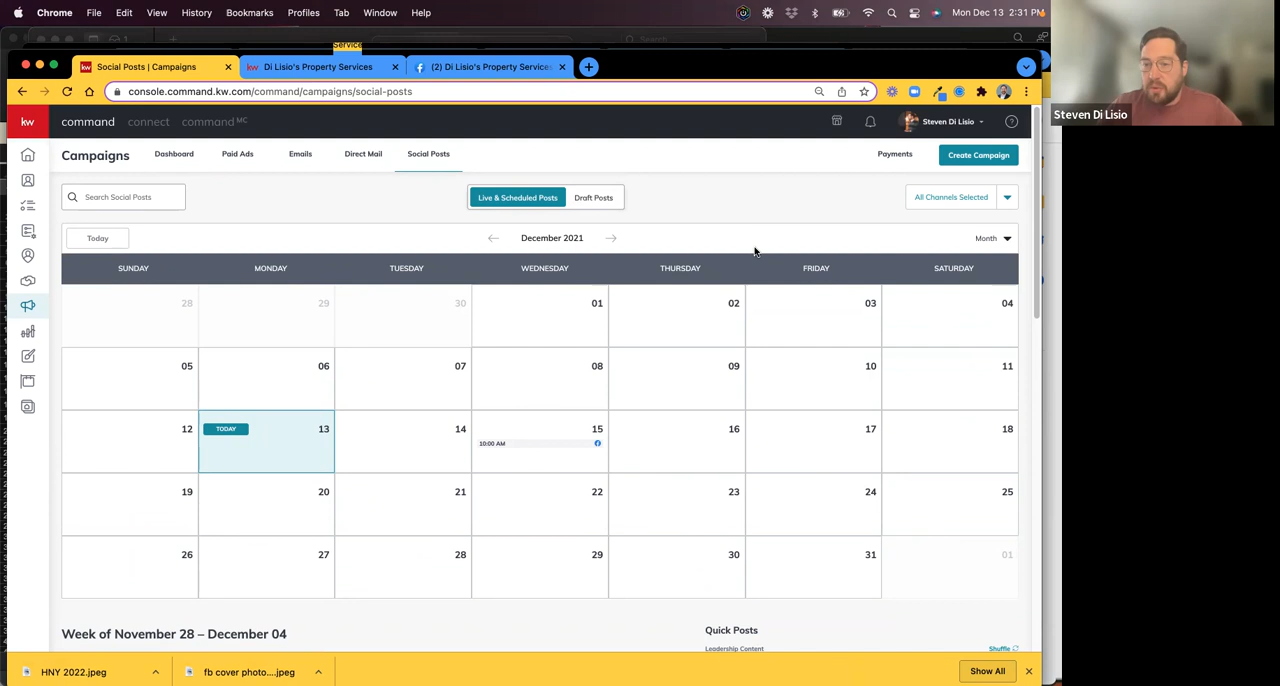 Chrome File Edit View History Bookmarks Profiles Tab Window Help Mon Dec 13 2:31 PM
Search
Service
Social Posts | Campaigns Di Lisio's Property Services (2) Di Lisio's Property Services
console.command.kw.com/command/campaigns/social-posts
Steven Di Lisio
kw command connect command MC Steven Di Lisio
Campaigns Dashboard Paid Ads Emails Direct Mail Social Posts Payments Create Campaign
Search Social Posts Live & Scheduled Posts Draft Posts All Channels Selected
Today December 2021 Month
SUNDAY MONDAY TUESDAY WEDNESDAY THURSDAY FRIDAY SATURDAY
28 29 30 01 02 03 04
05 06 07 08 09 10 11
12 TODAY 13 14 15 16 17 18
10:00 AM
19 20 21 22 23 24 25
26 27 28 29 30 31 01
Week of November 28 – December 04 Quick Posts
Leadership Content Shuffle
HNY 2022.jpeg fb cover photo....jpeg Show All